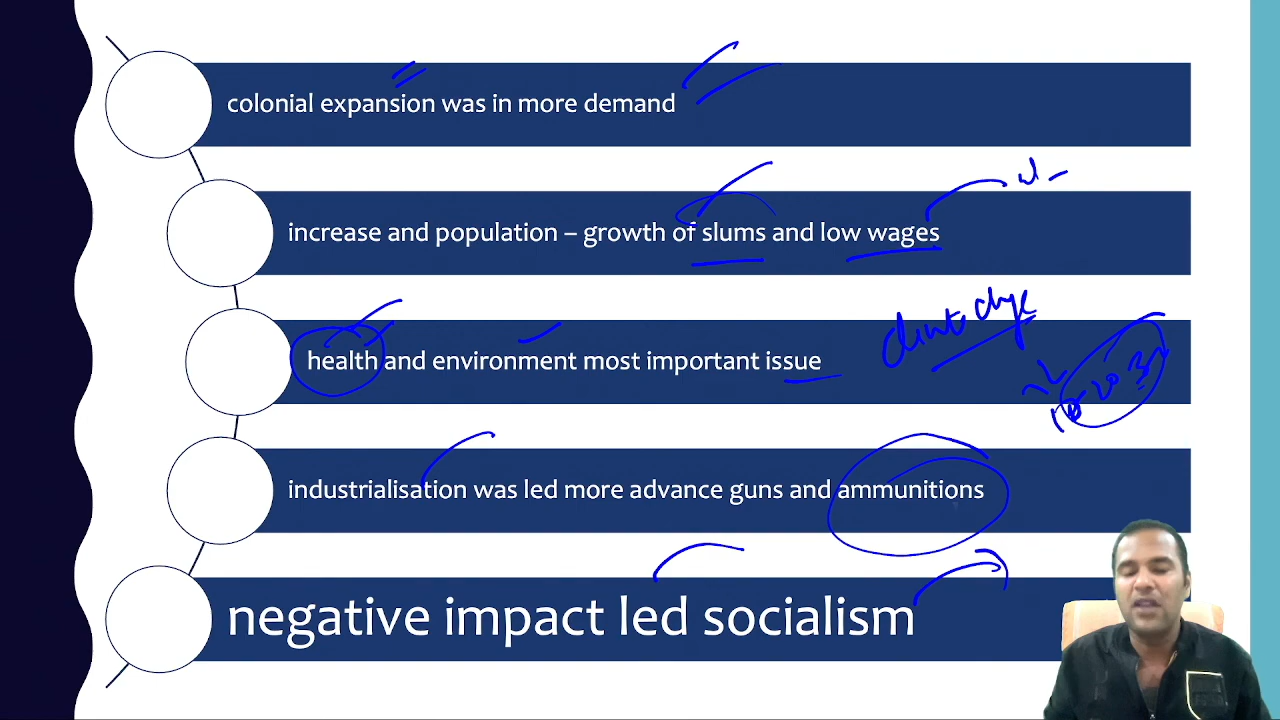 colonial expansion was in more demand
increase and population – growth of slums and low wages
health and environment most important issue
industrialisation was led more advance guns and ammunitions
negative impact led socialism